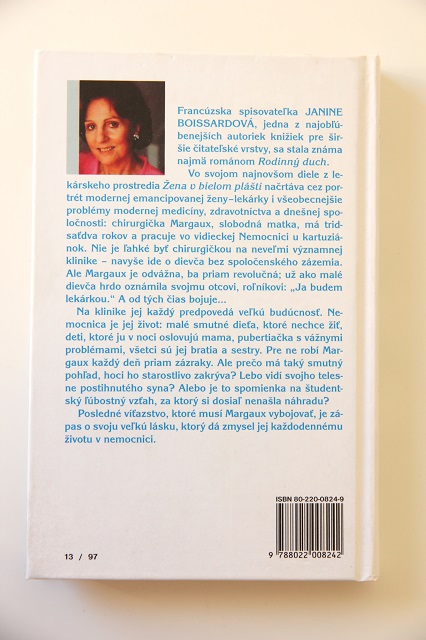 Francúzska spisovateľka JANINE
BOISSARDOVÁ, jedna z najobľú-
benejších autoriek knižiek pre šir-
šie čitateľské vrstvy, sa stala známa
najmä románom Rodinný duch.
Vo svojom najnovšom diele z le-
kárskeho prostredia Žena v bielom plášti načrtáva cez por-
trét modernej emancipovanej ženy–lekárky i všeobecnejšie
problémy modernej medicíny, zdravotníctva a dnešnej spo-
ločnosti: chirurgička Margaux, slobodná matka, má trid-
saťdva rokov a pracuje vo vidieckej Nemocnici u kartuziá-
nok. Nie je ľahké byť chirurgičkou na neveľmi významnej
klinike – navyše ide o dievča bez spoločenského zázemia.
Ale Margaux je odvážna, ba priam revolučná; už ako malé
dievča hrdo oznámila svojmu otcovi, roľníkovi: „Ja budem
lekárkou.“ A od tých čias bojuje...
Na klinike jej každý predpovedá veľkú budúcnosť. Ne-
mocnica je jej život: malé smutné dieťa, ktoré nechce žiť,
deti, ktoré ju v noci oslovujú mama, pubertiačka s vážnymi
problémami, všetci sú jej bratia a sestry. Pre ne robí Mar-
gaux každý deň priam zázraky. Ale prečo má taký smutný
pohľad, hoci ho starostlivo zakrýva? Lebo vidí svojho teles-
ne postihnutého syna? Alebo je to spomienka na študent-
ský ľúbostný vzťah, za ktorý si dosiaľ nenašla náhradu?
Posledné víťazstvo, ktoré musí Margaux vybojovať, je zá-
pas o svoju veľkú lásku, ktorý dá zmysel jej každodennému
životu v nemocnici.
ISBN 80-220-0824-9
13 / 97
9 788022 008242